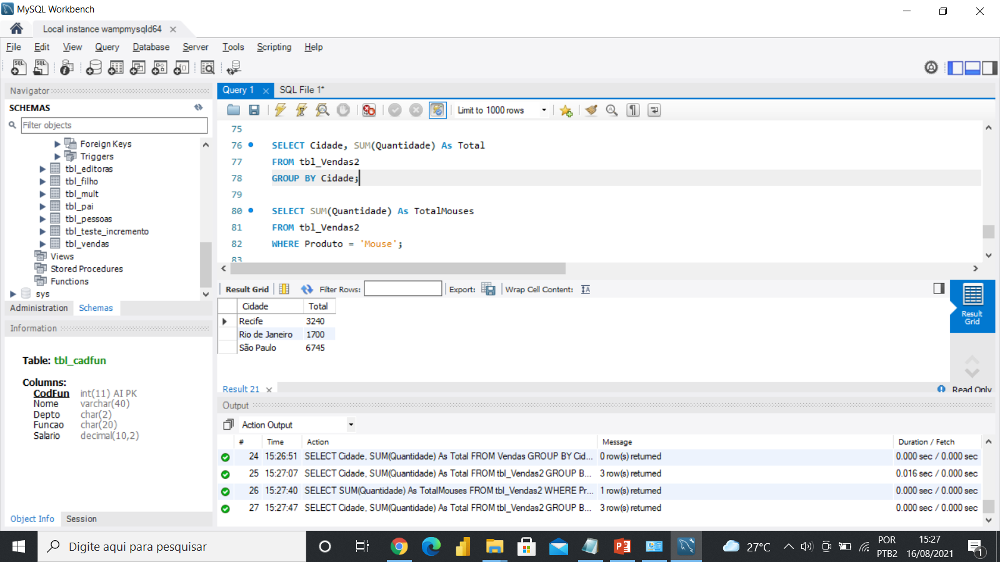 MySQL Workbench
Local instance wampmysqld64
File Edit View Query Database Server Tools Scripting Help
Navigator
SCHEMAS
Filter objects
Foreign Keys
Triggers
tbl_editoras
tbl_filho
tbl_mult
tbl_pai
tbl_pessoas
tbl_teste_incremento
tbl_vendas
Views
Stored Procedures
Functions
sys
Administration Schemas
Information
Table: tbl_cadfun
Columns:
CodFun int(11) AI PK
Nome varchar(40)
Depto char(2)
Funcao char(20)
Salario decimal(10,2)
Object Info Session
Query 1 SQL File 1*
Limit to 1000 rows
75
76 SELECT Cidade, SUM(Quantidade) As Total
77 FROM tbl_Vendas2
78 GROUP BY Cidade;
79
80 SELECT SUM(Quantidade) As TotalMouses
81 FROM tbl_Vendas2
82 WHERE Produto = 'Mouse';
83
Result Grid Filter Rows: Export: Wrap Cell Content:
Cidade Total
Recife 3240
Rio de Janeiro 1700
São Paulo 6745
Result Grid
Result 21 Read Only
Output
Action Output
# Time Action Message Duration / Fetch
24 15:26:51 SELECT Cidade, SUM(Quantidade) As Total FROM Vendas GROUP BY Cid... 0 row(s) returned 0.000 sec / 0.000 sec
25 15:27:07 SELECT Cidade, SUM(Quantidade) As Total FROM tbl_Vendas2 GROUP B... 3 row(s) returned 0.016 sec / 0.000 sec
26 15:27:40 SELECT SUM(Quantidade) As TotalMouses FROM tbl_Vendas2 WHERE Pr... 1 row(s) returned 0.000 sec / 0.000 sec
27 15:27:47 SELECT Cidade, SUM(Quantidade) As Total FROM tbl_Vendas2 GROUP B... 3 row(s) returned 0.000 sec / 0.000 sec
Digite aqui para pesquisar
27°C
POR
PTB2
15:27
16/08/2021
1